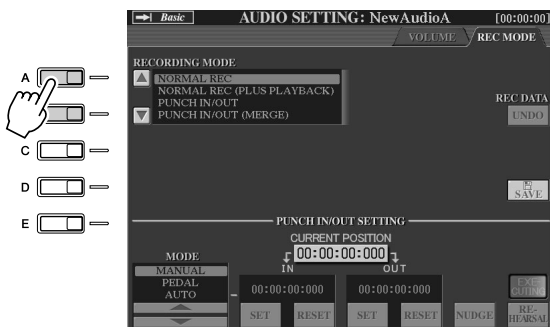 Basic
AUDIO SETTING: NewAudioA
[00:00:00]
VOLUME
REC MODE
RECORDING MODE
NORMAL REC
NORMAL REC (PLUS PLAYBACK)
PUNCH IN/OUT
PUNCH IN/OUT (MERGE)
REC DATA
UNDO
SAVE
A
C
D
E
PUNCH IN/OUT SETTING
CURRENT POSITION
00:00:00:000
IN
OUT
MODE
MANUAL
PEDAL
AUTO
00:00:00:000
00:00:00:000
SET
RESET
SET
RESET
NUDGE
EXE-
CUTING
RE-
HEARSAL